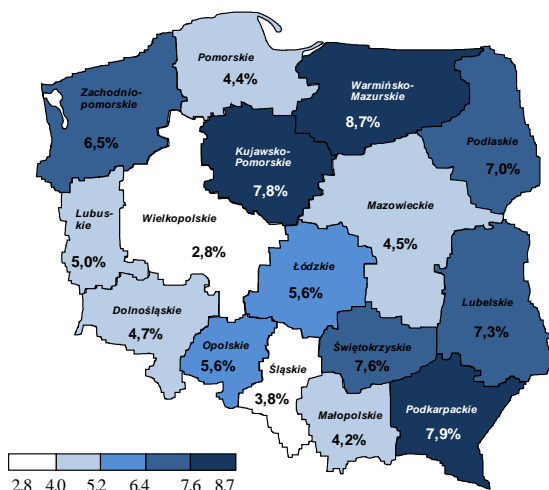 Pomorskie
4,4%
Warmińsko-
Mazurskie
8,7%
Zachodnio-
pomorskie
6,5%
Podlaskie
7,0%
Kujawsko-
Pomorskie
7,8%
Mazowieckie
4,5%
Lubus-
kie
5,0%
Wielkopolskie
2,8%
Łódzkie
5,6%
Lubelskie
7,3%
Dolnośląskie
4,7%
Opolskie
5,6%
Śląskie
3,8%
Świętokrzyskie
7,6%
Małopolskie
4,2%
Podkarpackie
7,9%
2.8 4.0 5.2 6.4 7.6 8.7